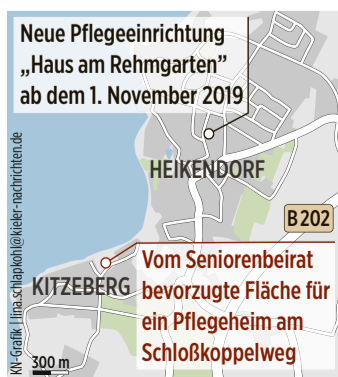 Neue Pflegeeinrichtung
„Haus am Rehmgarten”
ab dem 1. November 2019
HEIKENDORF
B 202
KITZEBERG
Vom Seniorenbeirat
bevorzugte Fläche für
ein Pflegeheim am
Schloßkoppelweg
300 m
KN-Grafik | lina.schlapkohl@kieler-nachrichten.de